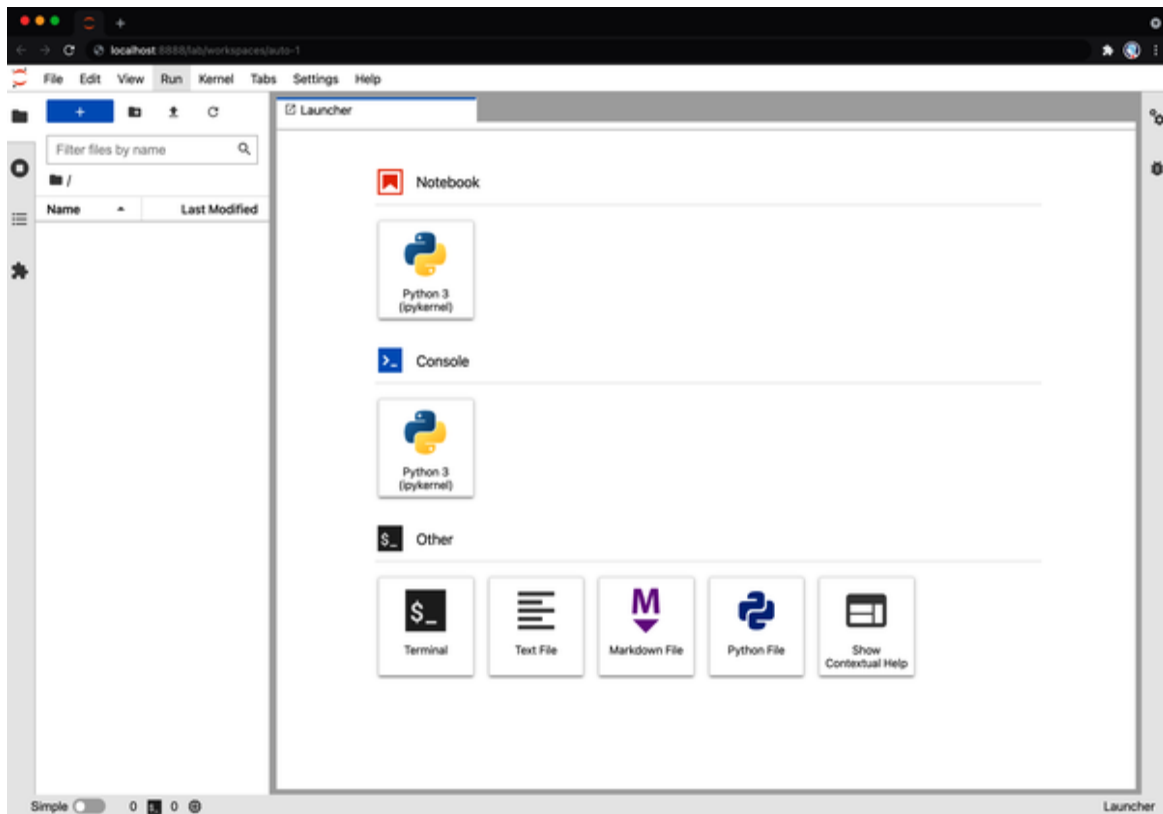 localhost:8888/lab/workspaces/auto-1
File Edit View Run Kernel Tabs Settings Help
+
Launcher
Filter files by name
/
Name Last Modified
Notebook
Python 3
(ipykernel)
Console
Python 3
(ipykernel)
$_ Other
$_
Terminal
Text File
M
Markdown File
Python File
Show
Contextual Help
Simple 0 $_ 0
Launcher